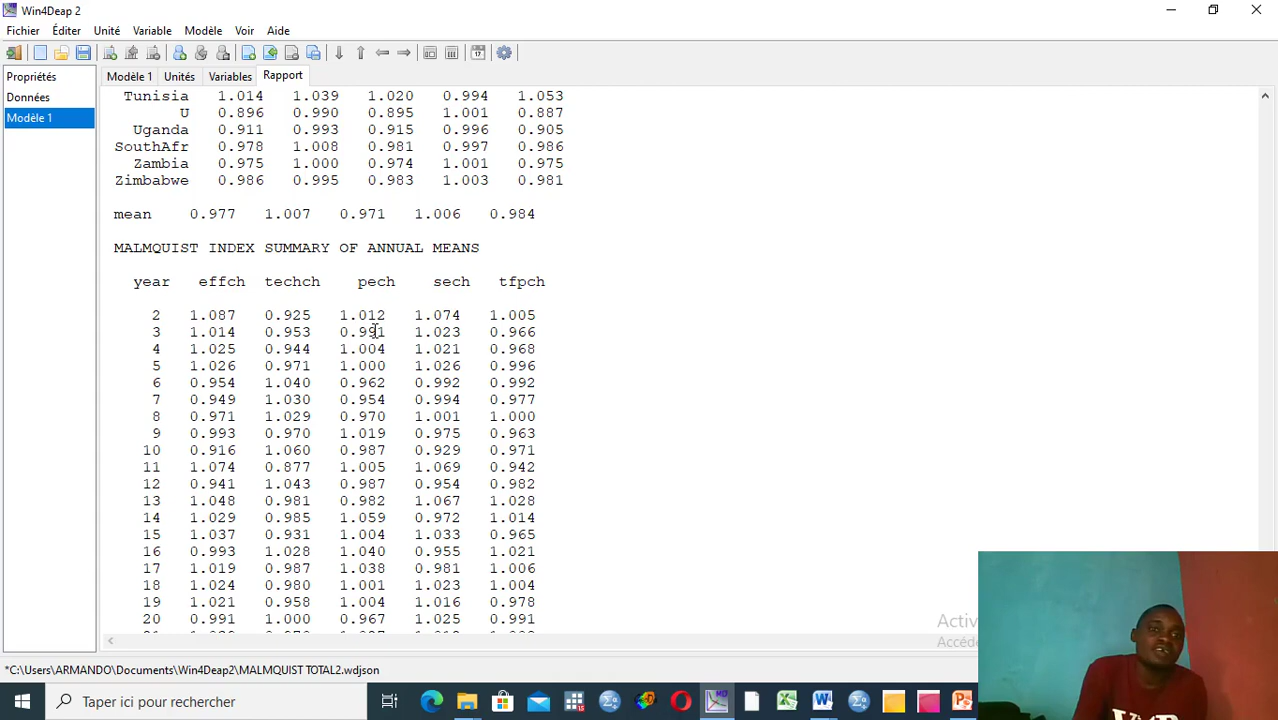 Win4Deap 2
Fichier Éditer Unité Variable Modèle Voir Aide
17
Propriétés
Données
Modèle 1
Modèle 1 Unités Variables Rapport
Tunisia 1.014 1.039 1.020 0.994 1.053
U 0.896 0.990 0.895 1.001 0.887
Uganda 0.911 0.993 0.915 0.996 0.905
SouthAfr 0.978 1.008 0.981 0.997 0.986
Zambia 0.975 1.000 0.974 1.001 0.975
Zimbabwe 0.986 0.995 0.983 1.003 0.981
mean 0.977 1.007 0.971 1.006 0.984
MALMQUIST INDEX SUMMARY OF ANNUAL MEANS
year effch techch pech sech tfpch
2 1.087 0.925 1.012 1.074 1.005
3 1.014 0.953 0.991 1.023 0.966
4 1.025 0.944 1.004 1.021 0.968
5 1.026 0.971 1.000 1.026 0.996
6 0.954 1.040 0.962 0.992 0.992
7 0.949 1.030 0.954 0.994 0.977
8 0.971 1.029 0.970 1.001 1.000
9 0.993 0.970 1.019 0.975 0.963
10 0.916 1.060 0.987 0.929 0.971
11 1.074 0.877 1.005 1.069 0.942
12 0.941 1.043 0.987 0.954 0.982
13 1.048 0.981 0.982 1.067 1.028
14 1.029 0.985 1.059 0.972 1.014
15 1.037 0.931 1.004 1.033 0.965
16 0.993 1.028 1.040 0.955 1.021
17 1.019 0.987 1.038 0.981 1.006
18 1.024 0.980 1.001 1.023 1.004
19 1.021 0.958 1.004 1.016 0.978
20 0.991 1.000 0.967 1.025 0.991
Activ
Accéde
*C:\Users\ARMANDO\Documents\Win4Deap2\MALMQUIST TOTAL2.wdjson
Taper ici pour rechercher